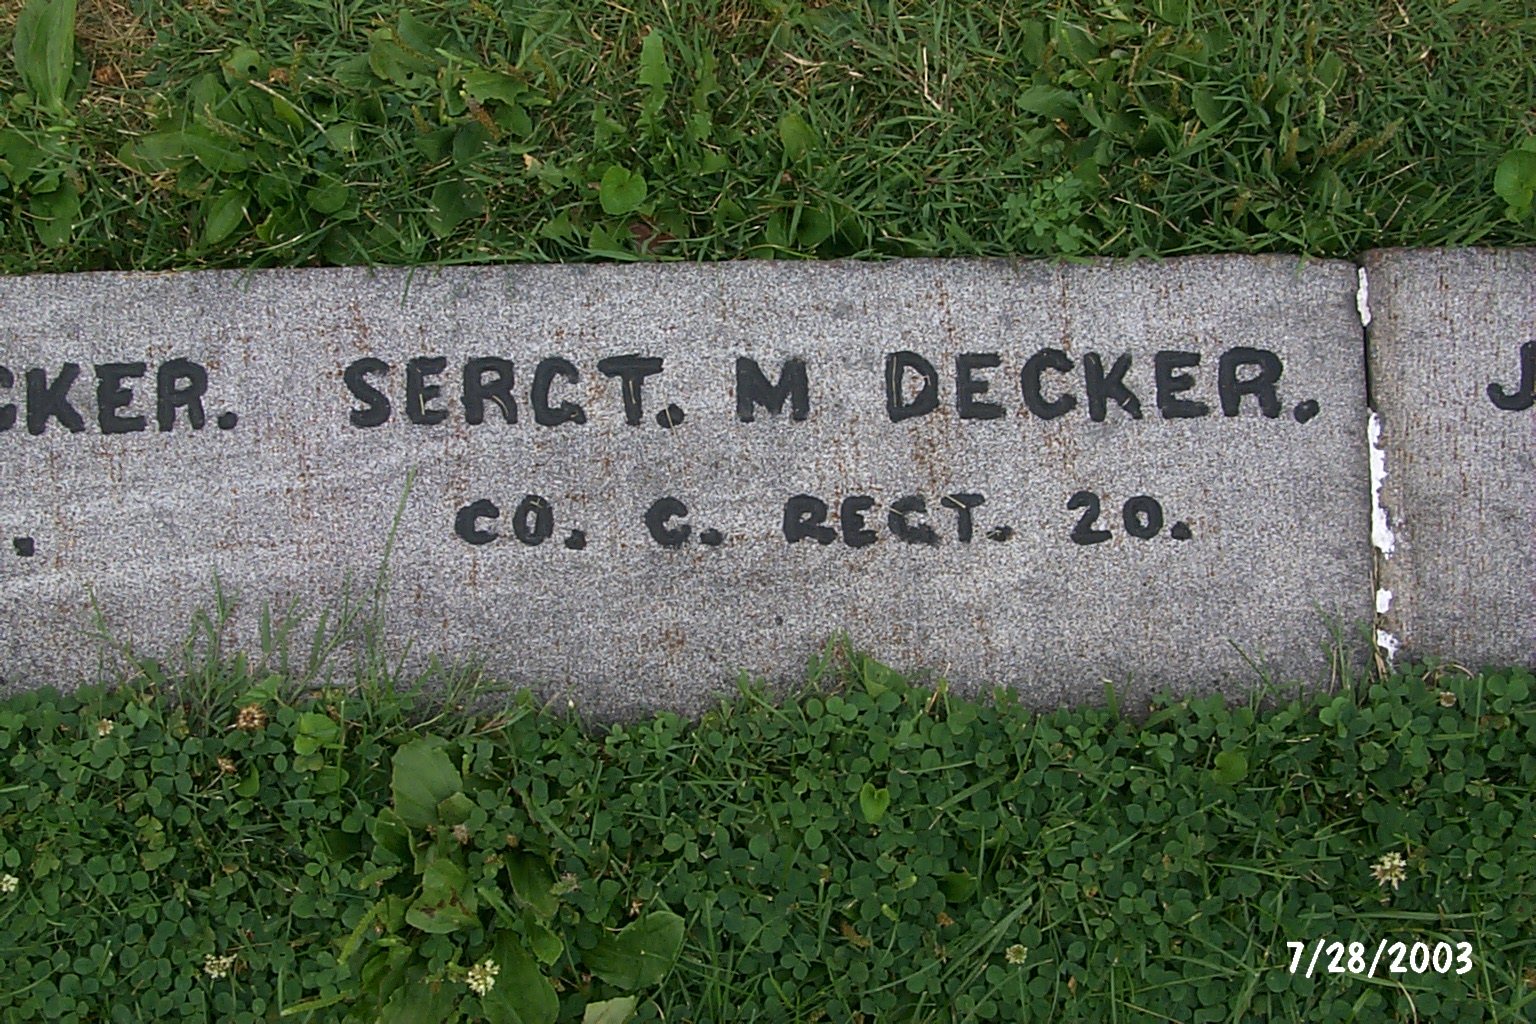 CKER. SERGT. M DECKER. J
. CO. G. REGT. 20.
7/28/2003